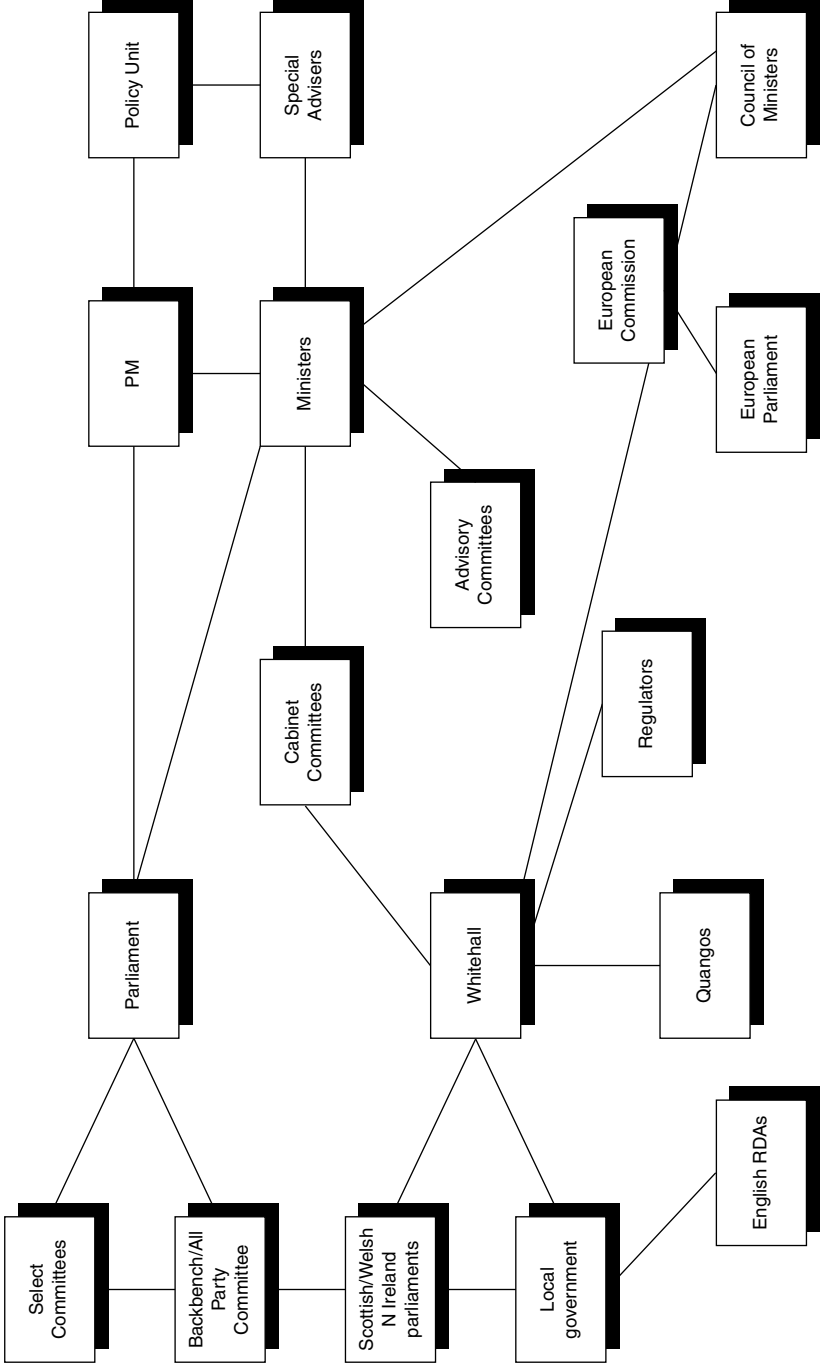 Select
Committees
Parliament
PM
Policy Unit
Backbench/All
Party
Committee
Cabinet
Committees
Ministers
Special
Advisers
Scottish/Welsh
N Ireland
parliaments
Whitehall
Advisory
Committees
Local
government
European
Commission
Regulators
Quangos
English RDAs
European
Parliament
Council of
Ministers